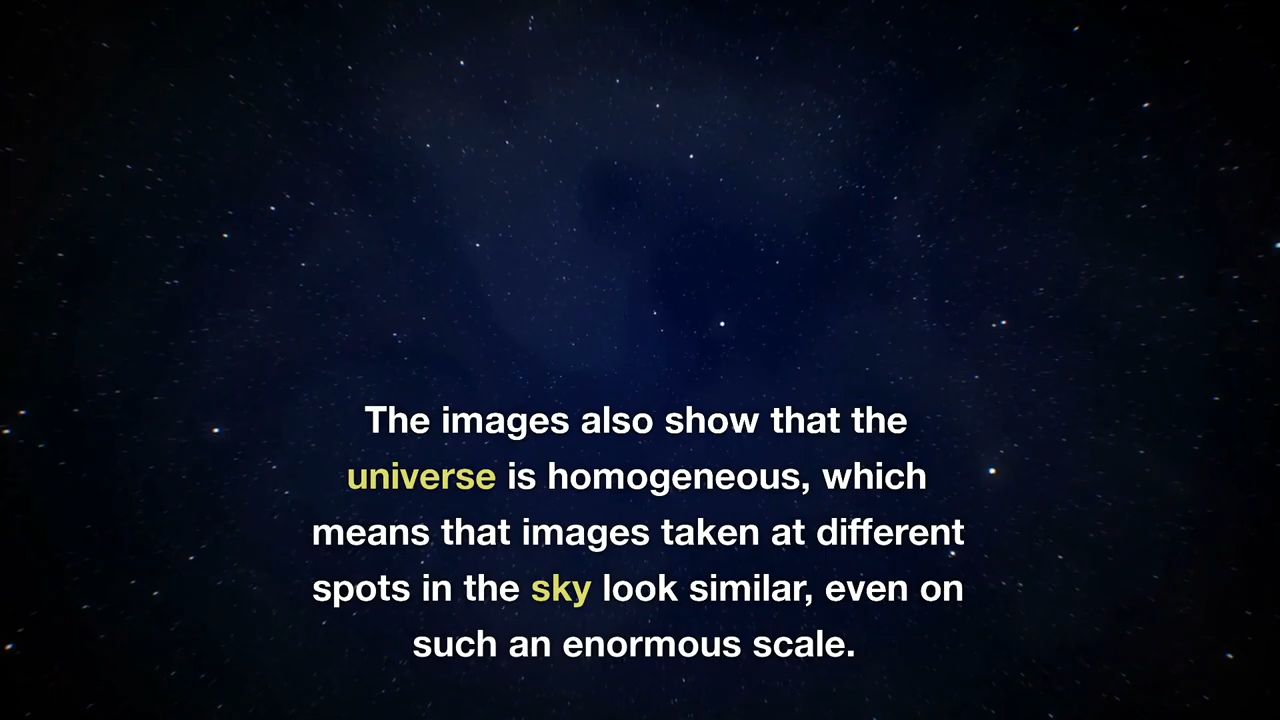 The images also show that the
universe is homogeneous, which
means that images taken at different
spots in the sky look similar, even on
such an enormous scale.